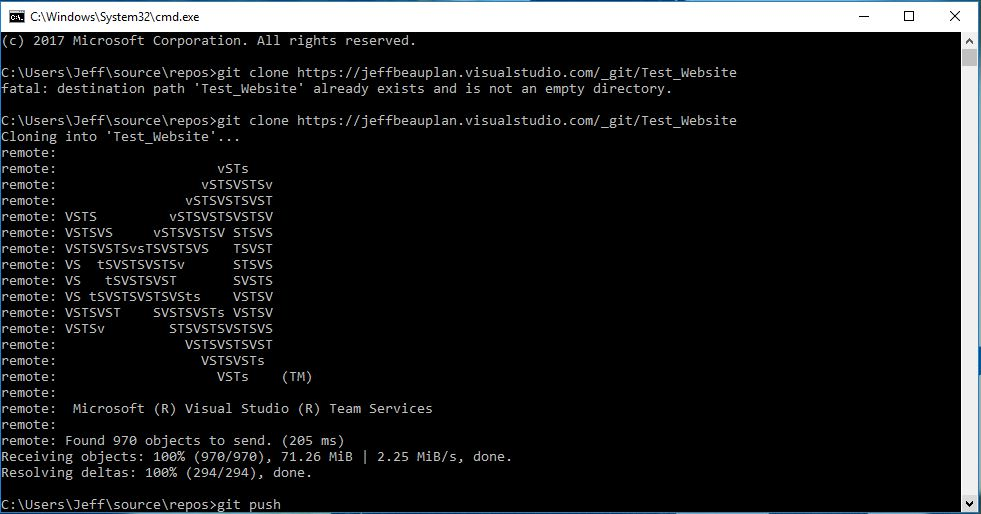 C:\Windows\System32\cmd.exe
(c) 2017 Microsoft Corporation. All rights reserved.
C:\Users\Jeff\source\repos>git clone https://jeffbeauplan.visualstudio.com/_git/Test_Website
fatal: destination path 'Test_Website' already exists and is not an empty directory.
C:\Users\Jeff\source\repos>git clone https://jeffbeauplan.visualstudio.com/_git/Test_Website
Cloning into 'Test_Website'...
remote:
remote:                    vSTs
remote:                  vSTSVSTSv
remote:                vSTSVSTSVST
remote: VSTS         vSTSVSTSVSTSV
remote: VSTSVS     vSTSVSTSV STSVS
remote: VSTSVSTSvsTSVSTSVS   TSVST
remote: VS  tSVSTSVSTSv      STSVS
remote: VS   tSVSTSVST       SVSTS
remote: VS tSVSTSVSTSVSts    VSTSV
remote: VSTSVST    SVSTSVSTs VSTSV
remote: VSTSv        STSVSTSVSTSVS
remote:                VSTSVSTSVST
remote:                  VSTSVSTs
remote:                    VSTs    (TM)
remote:
remote:  Microsoft (R) Visual Studio (R) Team Services
remote:
remote: Found 970 objects to send. (205 ms)
Receiving objects: 100% (970/970), 71.26 MiB | 2.25 MiB/s, done.
Resolving deltas: 100% (294/294), done.
C:\Users\Jeff\source\repos>git push